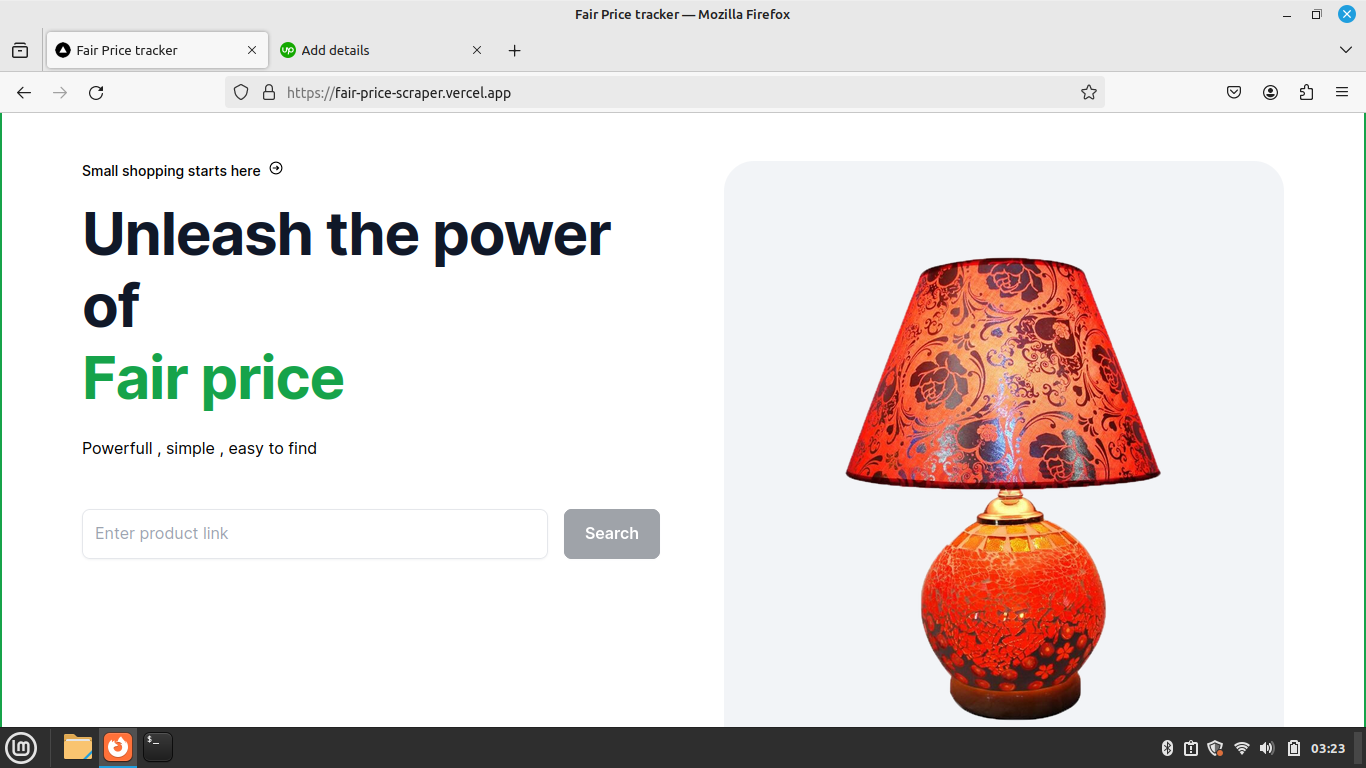 Fair Price tracker — Mozilla Firefox
Fair Price tracker
up Add details
https://fair-price-scraper.vercel.app
Small shopping starts here
Unleash the power
of
Fair price
Powerfull , simple , easy to find
Enter product link
Search
$_
03:23